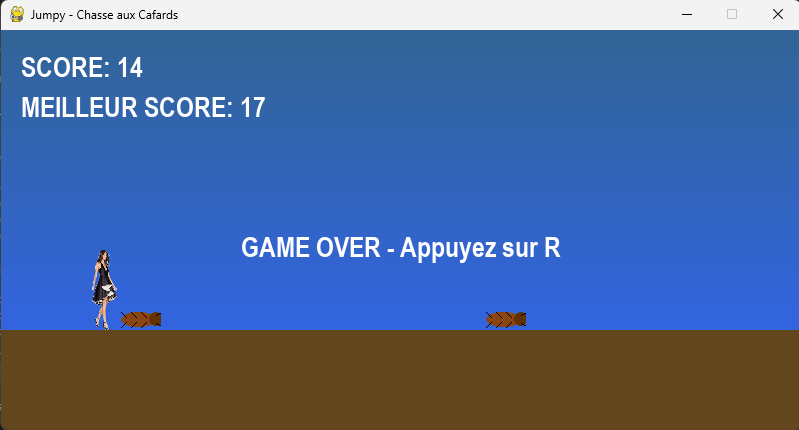 Jumpy - Chasse aux Cafards
SCORE: 14
MEILLEUR SCORE: 17
GAME OVER - Appuyez sur R